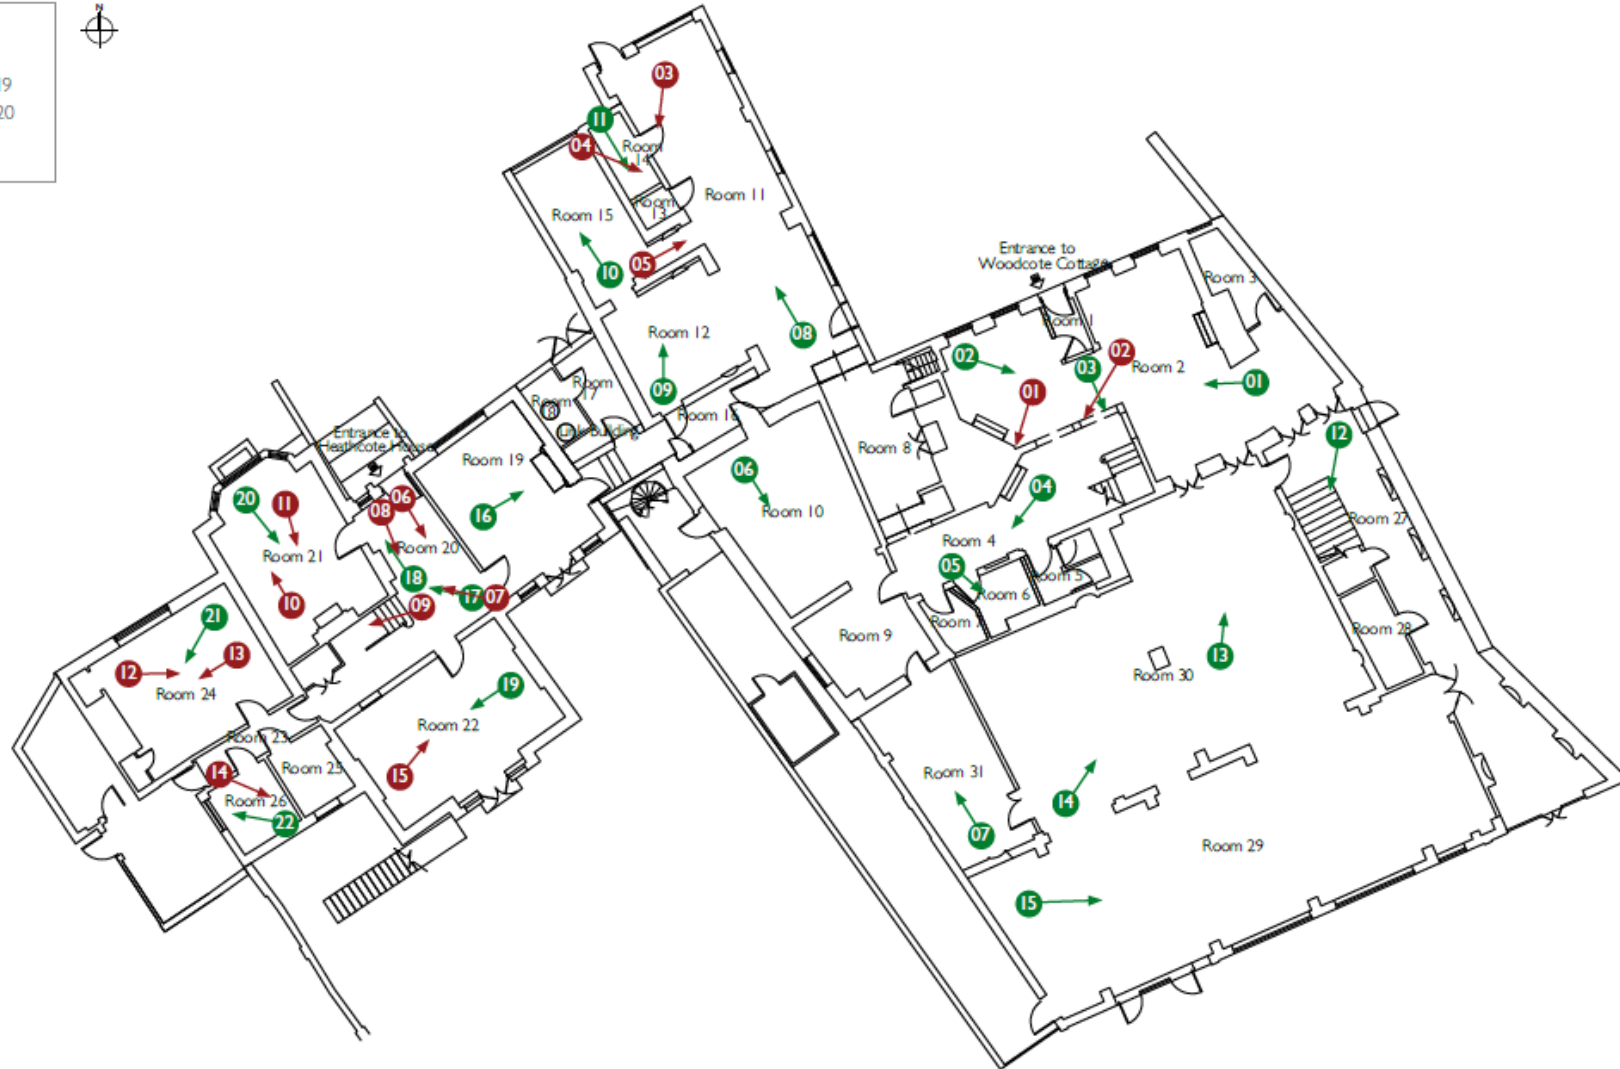 N
19
20
03
11
04
Room
14
Room 11
Room
13
Room 15
05
10
Entrance to
Woodcote Cottage
Room 3
Room 1
08
Room 12
02
02
03
Room 2
01
01
09
Room
17
Room
18
Room 16
Link Building
12
Entrance to
Heathcote House
Room 8
Room 19
06
04
20
11
06
08
16
Room 10
Room 27
Room 21
Room 20
Room 4
05
Room 5
18
Room 6
17
07
10
09
21
Room 7
Room 28
Room 9
13
13
12
Room 30
Room 24
19
Room 22
Room 23
Room 25
14
15
Room 31
Room 26
14
22
07
Room 29
15